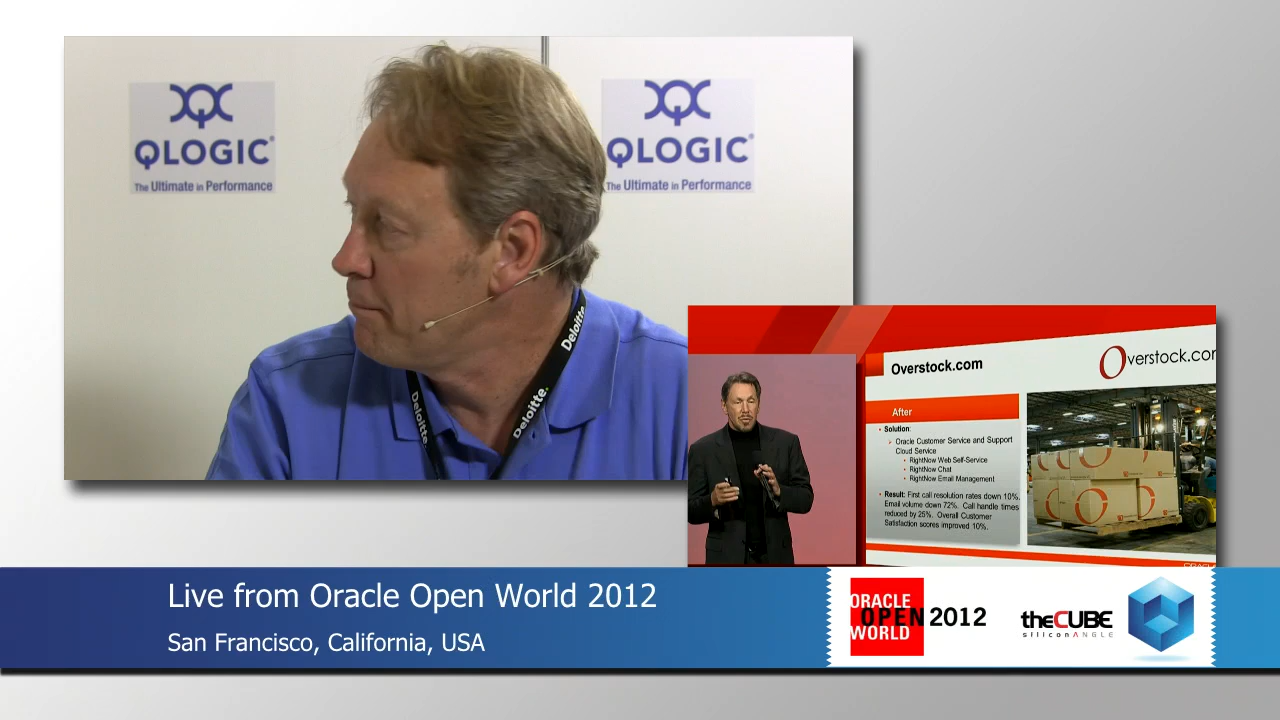 QLOGIC®
The Ultimate in Performance
QLOGIC®
The Ultimate in Performance
Deloitte
Deloitte.
Deloitte.
Overstock.com
Overstock.com
After
Solution:
Oracle Customer Service and Support
Cloud Service
RightNow Web Self-Service
RightNow Chat
RightNow Email Management
Result: First call resolution rates down 10%.
Email volume down 72%. Call handle times
reduced by 25%. Overall Customer
Satisfaction scores improved 10%.
Live from Oracle Open World 2012
San Francisco, California, USA
ORACLE
OPEN 2012
WORLD
theCUBE
siliconANGLE